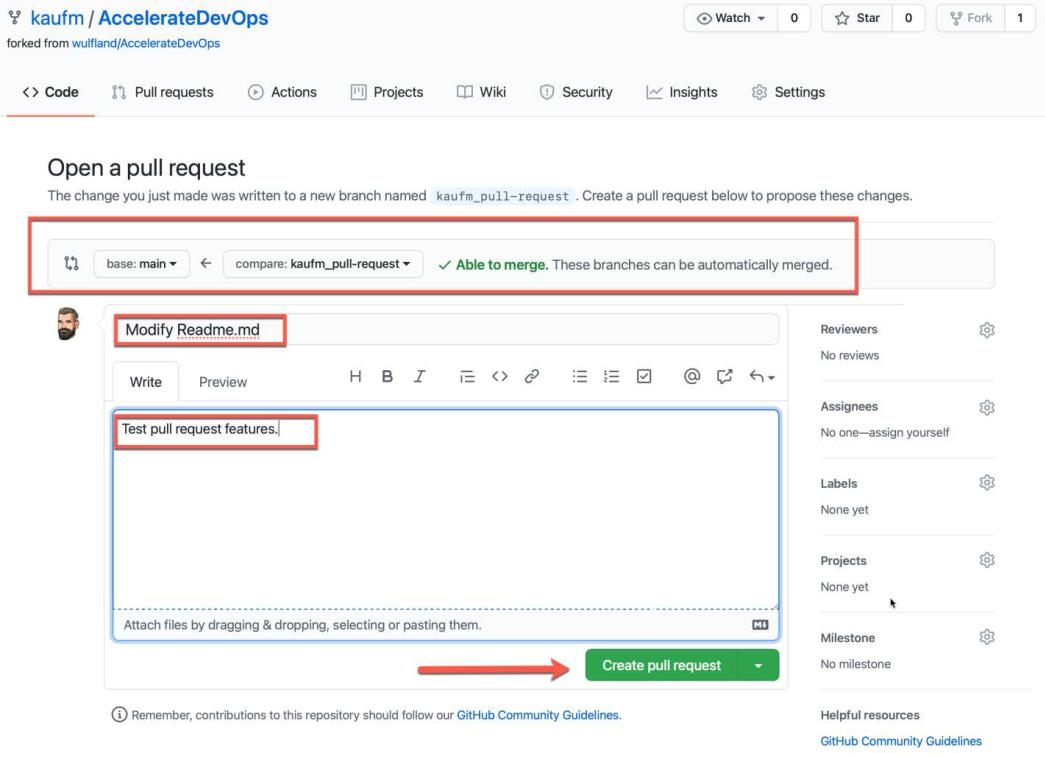 kaufm / AccelerateDevOps
Watch 0 Star 0 Fork 1
forked from wulfland/AccelerateDevOps
Code Pull requests Actions Projects Wiki Security Insights Settings
Open a pull request
The change you just made was written to a new branch named kaufm_pull-request . Create a pull request below to propose these changes.
base: main compare: kaufm_pull-request Able to merge. These branches can be automatically merged.
Modify Readme.md
Write Preview
Test pull request features.
Attach files by dragging & dropping, selecting or pasting them.
Create pull request
Remember, contributions to this repository should follow our GitHub Community Guidelines.
Reviewers
No reviews
Assignees
No one—assign yourself
Labels
None yet
Projects
None yet
Milestone
No milestone
Helpful resources
GitHub Community Guidelines